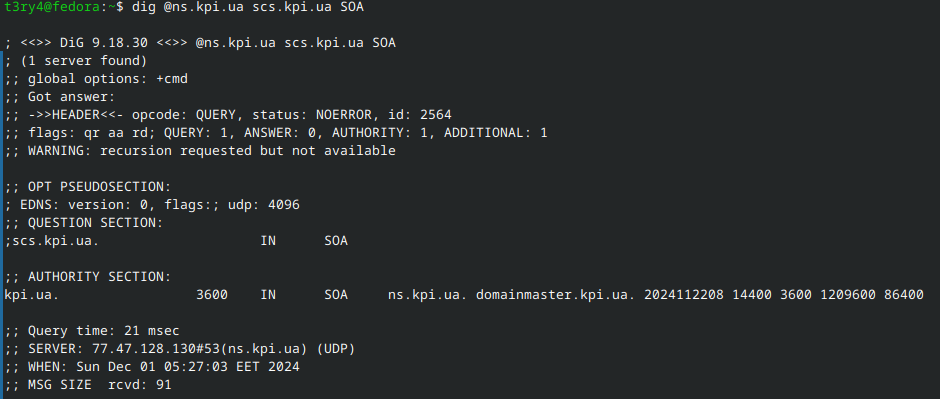 t3ry4@fedora:~$ dig @ns.kpi.ua scs.kpi.ua SOA
; <<>> DiG 9.18.30 <<>> @ns.kpi.ua scs.kpi.ua SOA
; (1 server found)
;; global options: +cmd
;; Got answer:
;; ->>HEADER<<- opcode: QUERY, status: NOERROR, id: 2564
;; flags: qr aa rd; QUERY: 1, ANSWER: 0, AUTHORITY: 1, ADDITIONAL: 1
;; WARNING: recursion requested but not available
;; OPT PSEUDOSECTION:
; EDNS: version: 0, flags:; udp: 4096
;; QUESTION SECTION:
;scs.kpi.ua. IN SOA
;; AUTHORITY SECTION:
kpi.ua. 3600 IN SOA ns.kpi.ua. domainmaster.kpi.ua. 2024112208 14400 3600 1209600 86400
;; Query time: 21 msec
;; SERVER: 77.47.128.130#53(ns.kpi.ua) (UDP)
;; WHEN: Sun Dec 01 05:27:03 EET 2024
;; MSG SIZE rcvd: 91